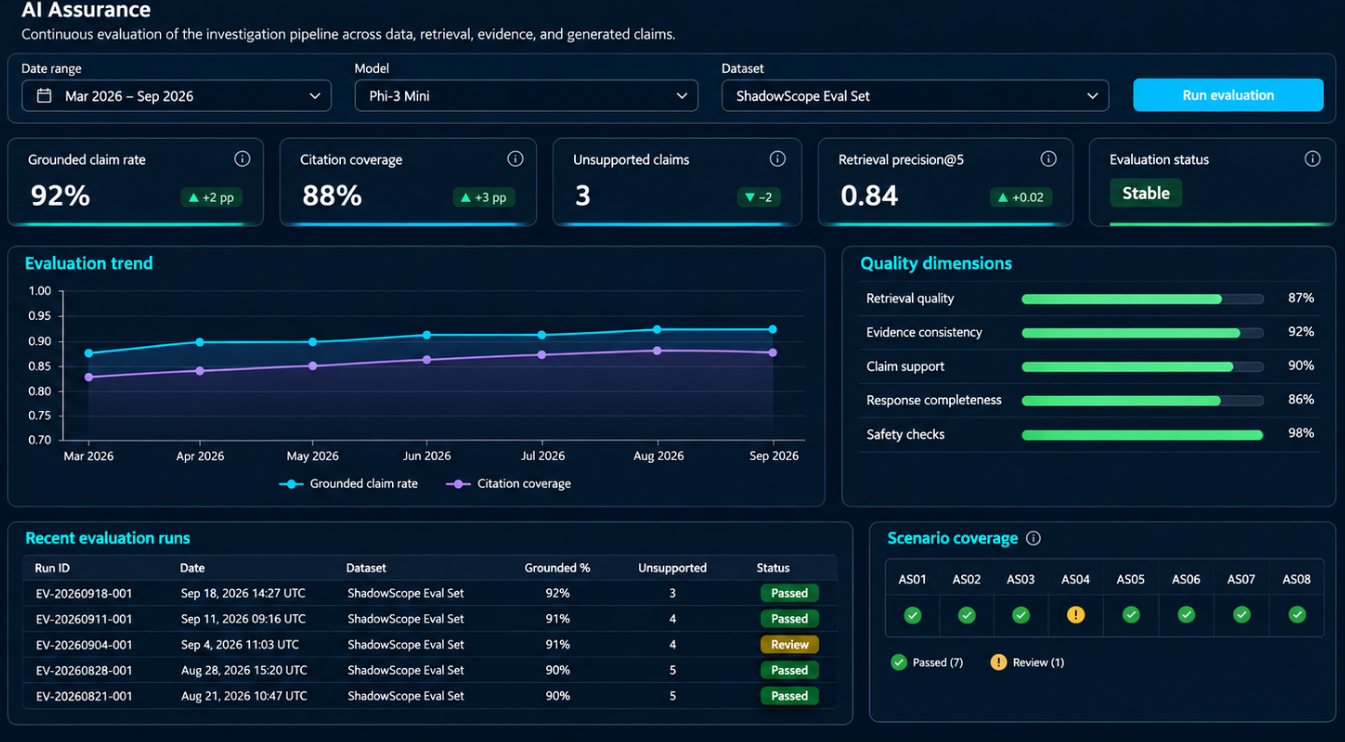 AI Assurance
Continuous evaluation of the investigation pipeline across data, retrieval, evidence, and generated claims.
Date range
Mar 2026 – Sep 2026
Model
Phi-3 Mini
Dataset
ShadowScope Eval Set
Run evaluation
Grounded claim rate
92%
▲ +2 pp
Citation coverage
88%
▲ +3 pp
Unsupported claims
3
▼ −2
Retrieval precision@5
0.84
▲ +0.02
Evaluation status
Stable
Evaluation trend
1.00
0.95
0.90
0.85
0.80
0.75
0.70
Mar 2026 Apr 2026 May 2026 Jun 2026 Jul 2026 Aug 2026 Sep 2026
Grounded claim rate Citation coverage
Quality dimensions
Retrieval quality 87%
Evidence consistency 92%
Claim support 90%
Response completeness 86%
Safety checks 98%
Recent evaluation runs
Run ID Date Dataset Grounded % Unsupported Status
EV-20260918-001 Sep 18, 2026 14:27 UTC ShadowScope Eval Set 92% 3 Passed
EV-20260911-001 Sep 11, 2026 09:16 UTC ShadowScope Eval Set 91% 4 Passed
EV-20260904-001 Sep 4, 2026 11:03 UTC ShadowScope Eval Set 91% 4 Review
EV-20260828-001 Aug 28, 2026 15:20 UTC ShadowScope Eval Set 90% 5 Passed
EV-20260821-001 Aug 21, 2026 10:47 UTC ShadowScope Eval Set 90% 5 Passed
Scenario coverage
AS01 AS02 AS03 AS04 AS05 AS06 AS07 AS08
Passed (7) Review (1)